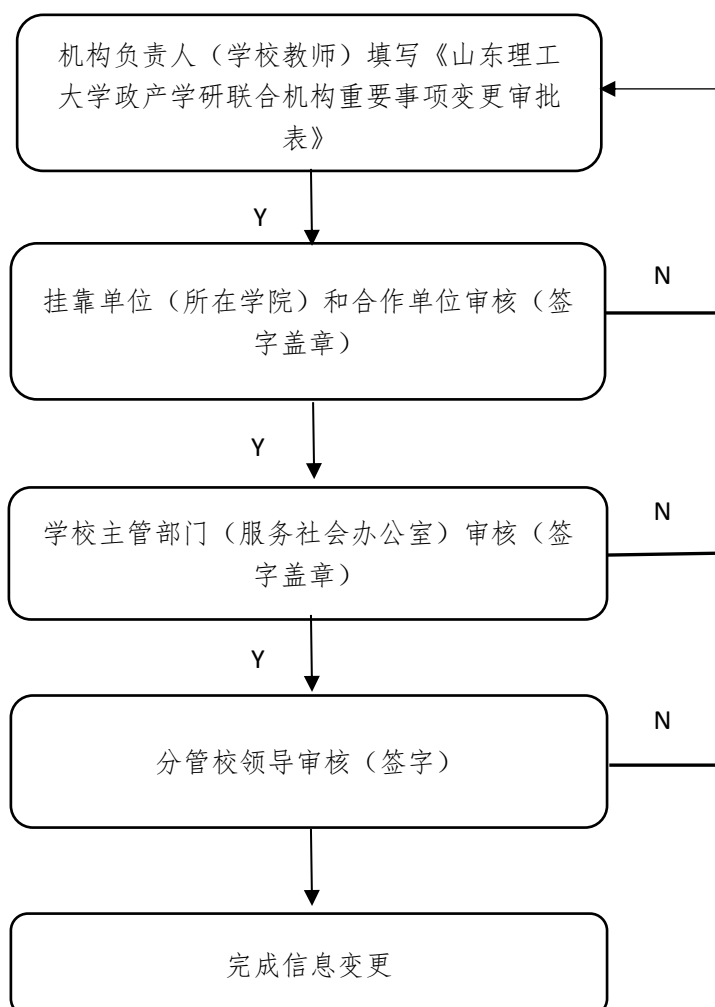 机构负责人（学校教师）填写《山东理工
大学政产学研联合机构重要事项变更审批
表》
Y
挂靠单位（所在学院）和合作单位审核（签
字盖章）
N
Y
学校主管部门（服务社会办公室）审核（签
字盖章）
N
Y
分管校领导审核（签字）
N
完成信息变更